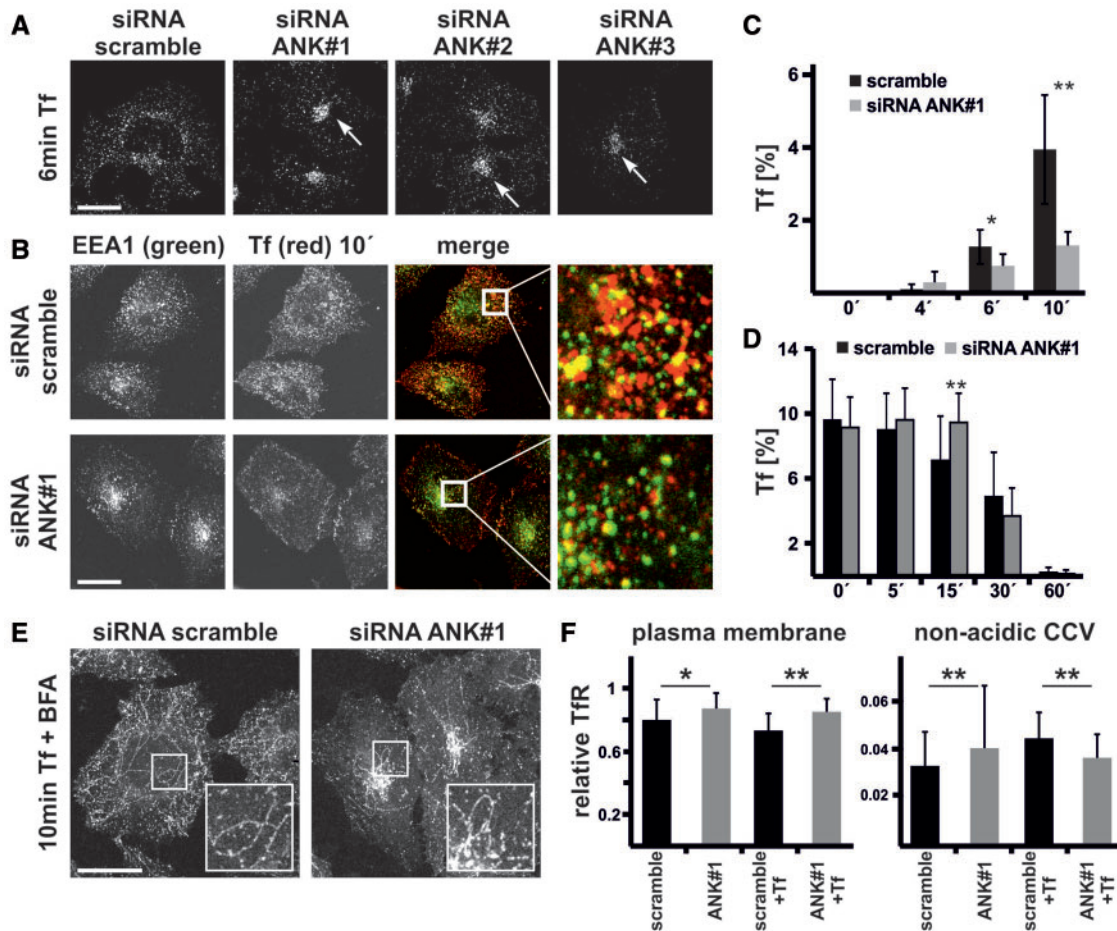 A
siRNA scramble
siRNA ANK#1
siRNA ANK#2
siRNA ANK#3
6min Tf
B
EEA1 (green)
Tf (red) 10´
merge
siRNA scramble
siRNA ANK#1
C
Tf [%]
6
4
2
scramble
siRNA ANK#1
*
**
0´ 4´ 6´ 10´
D
Tf [%]
14
10
6
2
scramble
siRNA ANK#1
**
0´ 5´ 15´ 30´ 60´
E
siRNA scramble
siRNA ANK#1
10min Tf + BFA
F
plasma membrane
relative TfR
1
0.6
0.2
*
**
scramble
ANK#1
scramble +Tf
ANK#1 +Tf
non-acidic CCV
0.06
0.04
0.02
**
**
scramble
ANK#1
scramble +Tf
ANK#1 +Tf